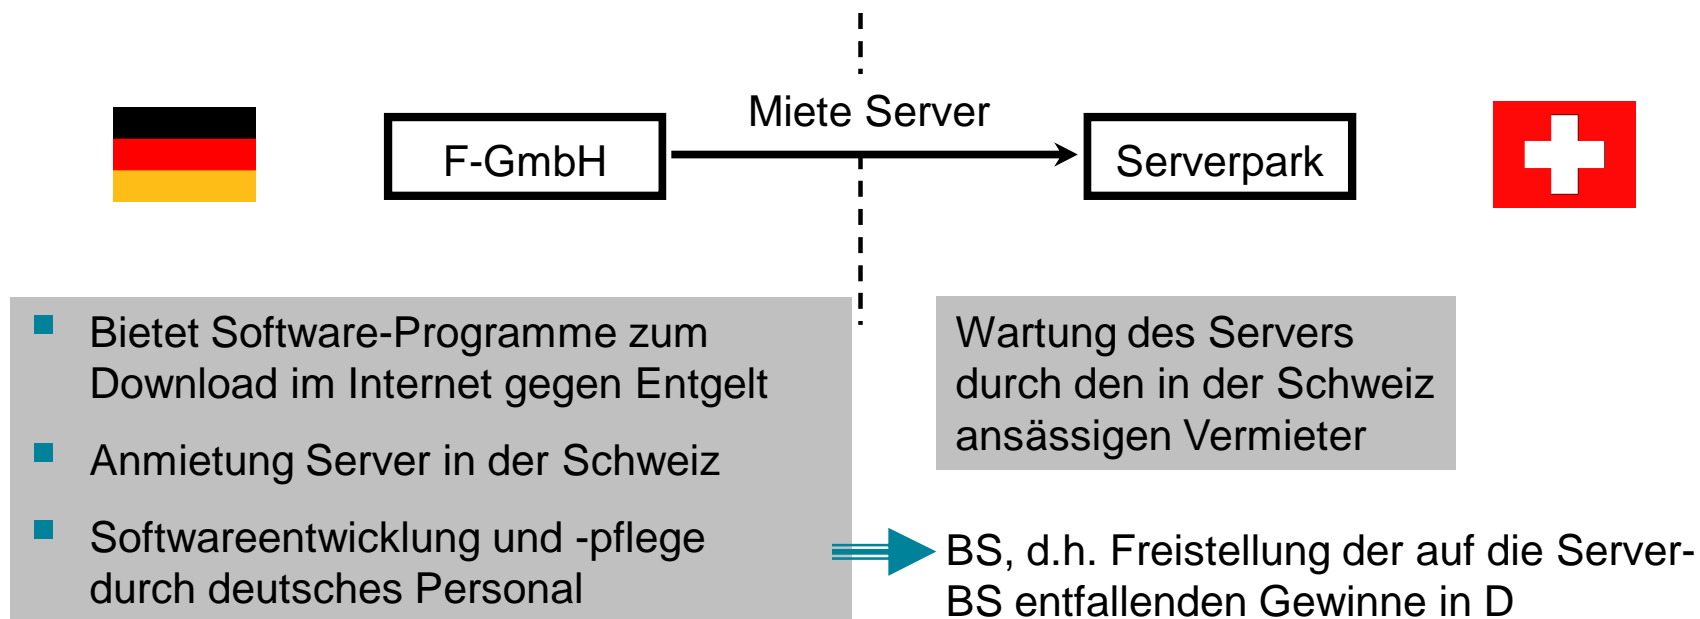 Miete Server
F-GmbH
Serverpark
Bietet Software-Programme zum
Download im Internet gegen Entgelt
Anmietung Server in der Schweiz
Softwareentwicklung und -pflege
durch deutsches Personal
Wartung des Servers
durch den in der Schweiz
ansässigen Vermieter
BS, d.h. Freistellung der auf die Server-
BS entfallenden Gewinne in D